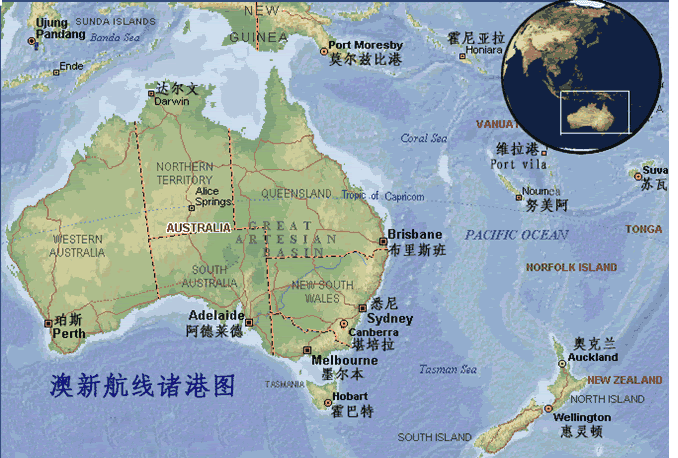 NEW
GUINEA
Ujung
Pandang
SUNDA ISLANDS
Banda Sea
Ende
Port Moresby
莫尔兹比港
霍尼亚拉
Honiara
达尔文
Darwin
Coral Sea
维拉港
Port vila
Suva
苏瓦
NORTHERN
TERRITORY
Alice
Springs
QUEENSLAND
Tropic of Capricorn
Noumea
努美阿
AUSTRALIA
GREAT
ARTESIAN
BASIN
WESTERN
AUSTRALIA
Brisbane
布里斯班
PACIFIC OCEAN
TONGA
NORFOLK ISLAND
SOUTH
AUSTRALIA
NEW SOUTH
WALES
悉尼
Sydney
珀斯
Perth
Adelaide
阿德莱德
Canberra
堪培拉
Melbourne
墨尔本
奥克兰
Auckland
Tasman Sea
澳新航线诸港图
TASMANIA
Hobart
霍巴特
NEW ZEALAND
NORTH ISLAND
Wellington
惠灵顿
SOUTH ISLAND